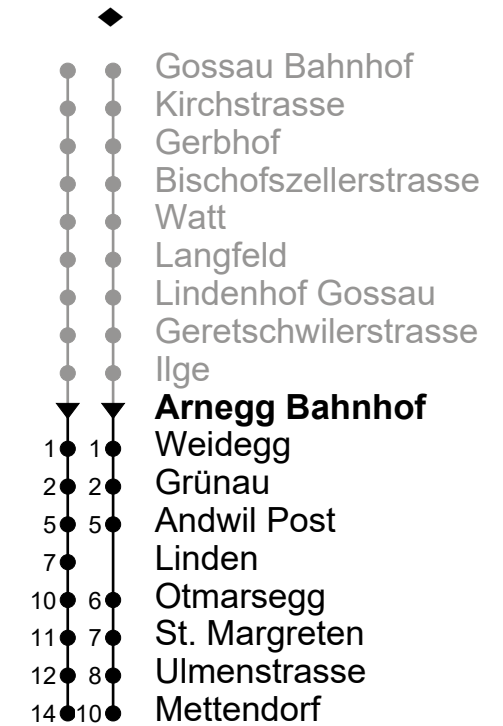 Gossau Bahnhof
Kirchstrasse
Gerbhof
Bischofszellerstrasse
Watt
Langfeld
Lindenhof Gossau
Geretschwilerstrasse
Ilge
Arnegg Bahnhof
1 1 Weidegg
2 2 Grünau
5 5 Andwil Post
7 Linden
10 6 Otmarsegg
11 7 St. Margreten
12 8 Ulmenstrasse
14 10 Mettendorf